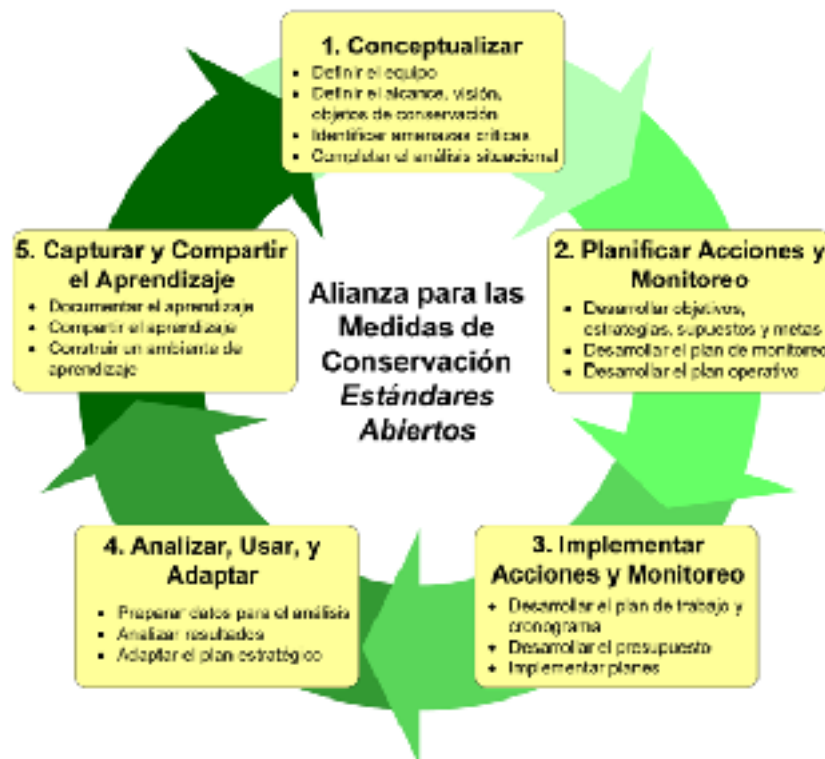 1. Conceptualizar
• Definir el equipo
• Definir el alcance, visión,
objetos de conservación
• Identificar amenazas críticas
• Completar el análisis situacional
2. Planificar Acciones y
Monitoreo
• Desarrollar objetivos,
estrategias, supuestos y metas
• Desarrollar el plan de monitoreo
• Desarrollar el plan operativo
3. Implementar
Acciones y Monitoreo
• Desarrollar el plan de trabajo y
cronograma
• Desarrollar el presupuesto
• Implementar planes
4. Analizar, Usar, y
Adaptar
• Preparar datos para el análisis
• Analizar resultados
• Adaptar el plan estratégico
5. Capturar y Compartir
el Aprendizaje
• Documentar el aprendizaje
• Compartir el aprendizaje
• Construir un ambiente de
aprendizaje
Alianza para las
Medidas de
Conservación
Estándares
Abiertos